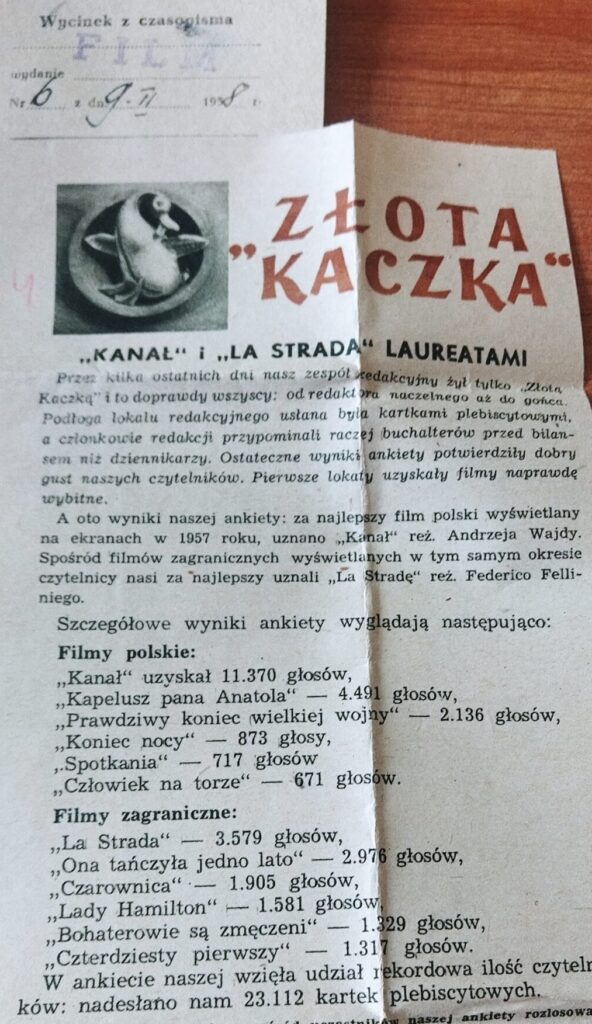 Wycinek z czasopisma
FILM
wydanie
Nr 6 z dn. 9. II 1958 r.
ZŁOTA
"KACZKA"
„KANAŁ" i „LA STRADA" LAUREATAMI
Przez kilka ostatnich dni nasz zespół redakcyjny żył tylko „Złotą
Kaczką" i to doprawdy wszyscy: od redaktora naczelnego aż do gońca.
Podłoga lokalu redakcyjnego usłana była kartkami plebiscytowymi,
a członkowie redakcji przypominali raczej buchalterów przed bilan-
sem niż dziennikarzy. Ostateczne wyniki ankiety potwierdziły dobry
gust naszych czytelników. Pierwsze lokaty uzyskały filmy naprawdę
wybitne.
A oto wyniki naszej ankiety: za najlepszy film polski wyświetlany
na ekranach w 1957 roku, uznano „Kanał" reż. Andrzeja Wajdy.
Spośród filmów zagranicznych wyświetlanych w tym samym okresie
czytelnicy nasi za najlepszy uznali „La Stradę" reż. Federico Felli-
niego.
Szczegółowe wyniki ankiety wyglądają następująco:
Filmy polskie:
„Kanał" uzyskał 11.370 głosów,
„Kapelusz pana Anatola" — 4.491 głosów,
„Prawdziwy koniec wielkiej wojny" — 2.136 głosów,
„Koniec nocy" — 873 głosy,
„Spotkania" — 717 głosów
„Człowiek na torze" — 671 głosów.
Filmy zagraniczne:
„La Strada" — 3.579 głosów,
„Ona tańczyła jedno lato" — 2.976 głosów,
„Czarownica" — 1.905 głosów,
„Lady Hamilton" — 1.581 głosów,
„Bohaterowie są zmęczeni" — 1.329 głosów,
„Czterdziesty pierwszy" — 1.317 głosów.
W ankiecie naszej wzięła udział rekordowa ilość czyteln
ków: nadesłano nam 23.112 kartek plebiscytowych.
uczestników naszej ankiety rozlosowa